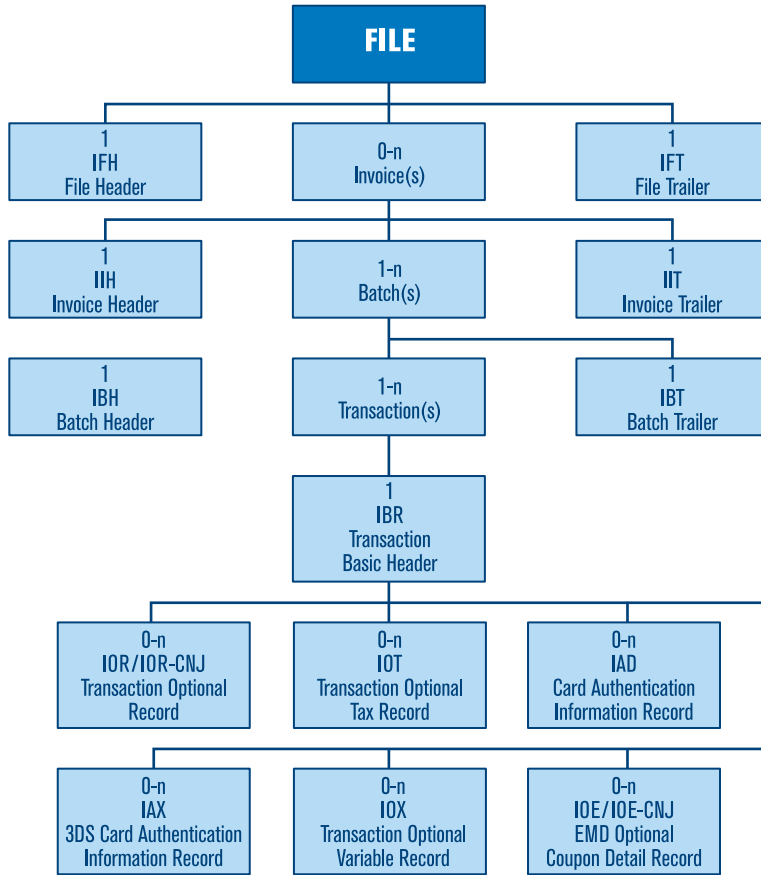 FILE
1
IFH
File Header
0-n
Invoice(s)
1
IFT
File Trailer
1
IIH
Invoice Header
1-n
Batch(s)
1
IIT
Invoice Trailer
1
IBH
Batch Header
1-n
Transaction(s)
1
IBT
Batch Trailer
1
IBR
Transaction
Basic Header
0-n
IOR/IOR-CNJ
Transaction Optional
Record
0-n
IOT
Transaction Optional
Tax Record
0-n
IAD
Card Authentication
Information Record
0-n
IAX
3DS Card Authentication
Information Record
0-n
IOX
Transaction Optional
Variable Record
0-n
IOE/IOE-CNJ
EMD Optional
Coupon Detail Record